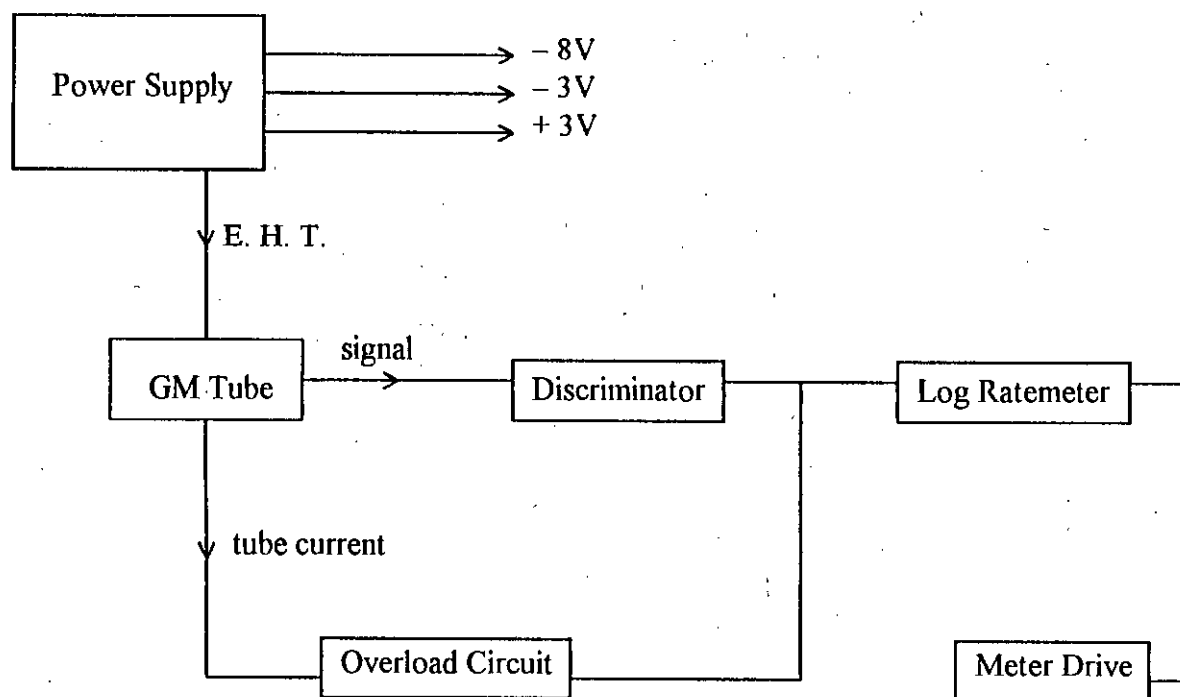 – 8V
Power Supply
– 3V
+ 3V
E. H. T.
signal
GM Tube
Discriminator
Log Ratemeter
tube current
Overload Circuit
Meter Drive